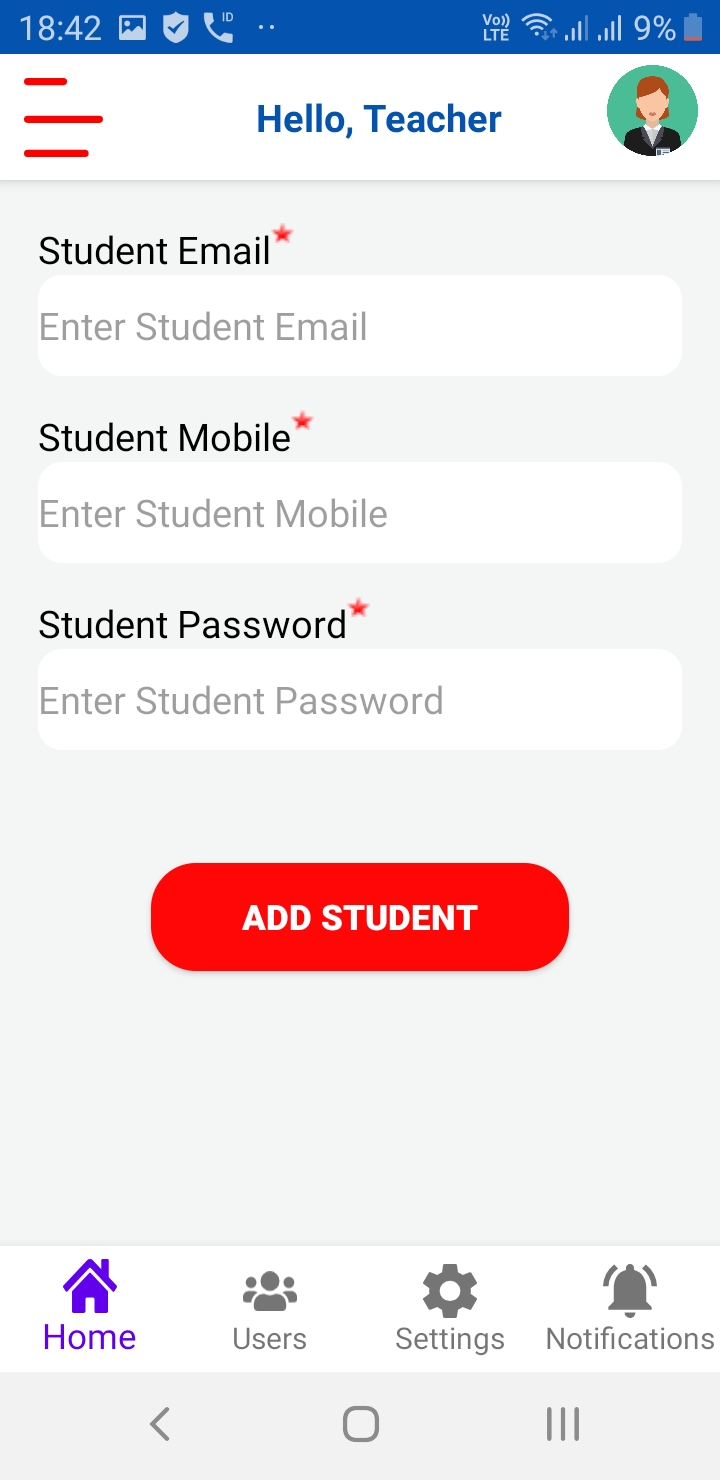 18:42 ID Vo)) LTE 9%
Hello, Teacher
Student Email
Enter Student Email
Student Mobile
Enter Student Mobile
Student Password
Enter Student Password
ADD STUDENT
Home Users Settings Notifications